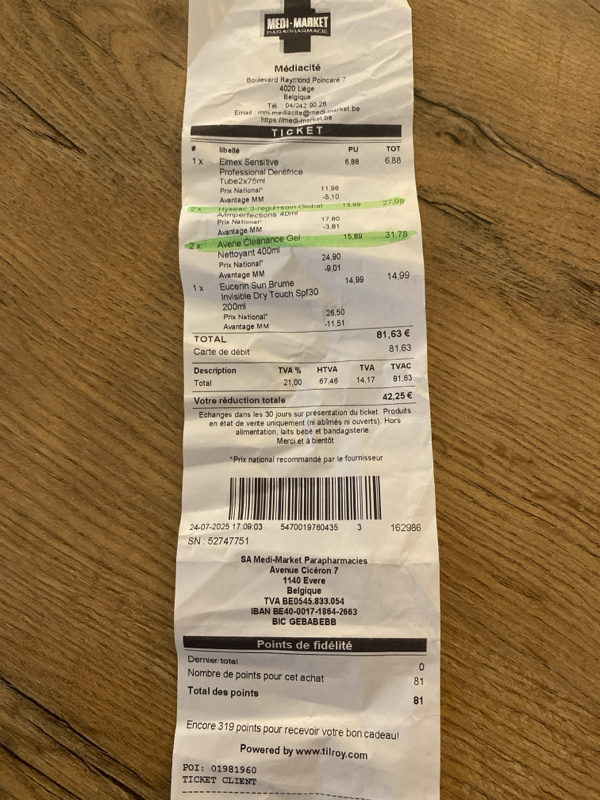 MEDI-MARKET
PARAPHARMACIE
Médiacité
Boulevard Raymond Poincaré 7
4020 Liège
Belgique
Tél. : 04/242 90 26
Email : mm.mediacite@medi-market.be
https://medi-market.be
TICKET
# libellé PU TOT
1 x Elmex Sensitive 6,88 6,88
Professional Dentifrice
Tube2x75ml
Prix National* 11,98
Avantage MM -5,10
2 x Hyseac 3-regul+soin Global 13,99 27,98
A/imperfections 40ml
Prix National* 17,80
Avantage MM -3,81
2 x Avene Cleanance Gel 15,89 31,78
Nettoyant 400ml
Prix National* 24,90
Avantage MM -9,01
1 x Eucerin Sun Brume 14,99 14,99
Invisible Dry Touch Spf30
200ml
Prix National* 26,50
Avantage MM -11,51
TOTAL 81,63 €
Carte de débit 81,63
Description TVA % HTVA TVA TVAC
Total 21,00 67,46 14,17 81,63
Votre réduction totale 42,25 €
Echanges dans les 30 jours sur présentation du ticket. Produits
en état de vente uniquement (ni abîmés ni ouverts). Hors
alimentation, laits bébé et bandagisterie.
Merci et à bientôt
*Prix national recommandé par le fournisseur
24-07-2025 17:09:03 5470019760435 3 162986
SN : 52747751
SA Medi-Market Parapharmacies
Avenue Cicéron 7
1140 Evere
Belgique
TVA BE0545.833.054
IBAN BE40-0017-1864-2663
BIC GEBABEBB
Points de fidélité
Dernier total 0
Nombre de points pour cet achat 81
Total des points 81
Encore 319 points pour recevoir votre bon cadeau!
Powered by www.tilroy.com
POI: 01981960
TICKET CLIENT